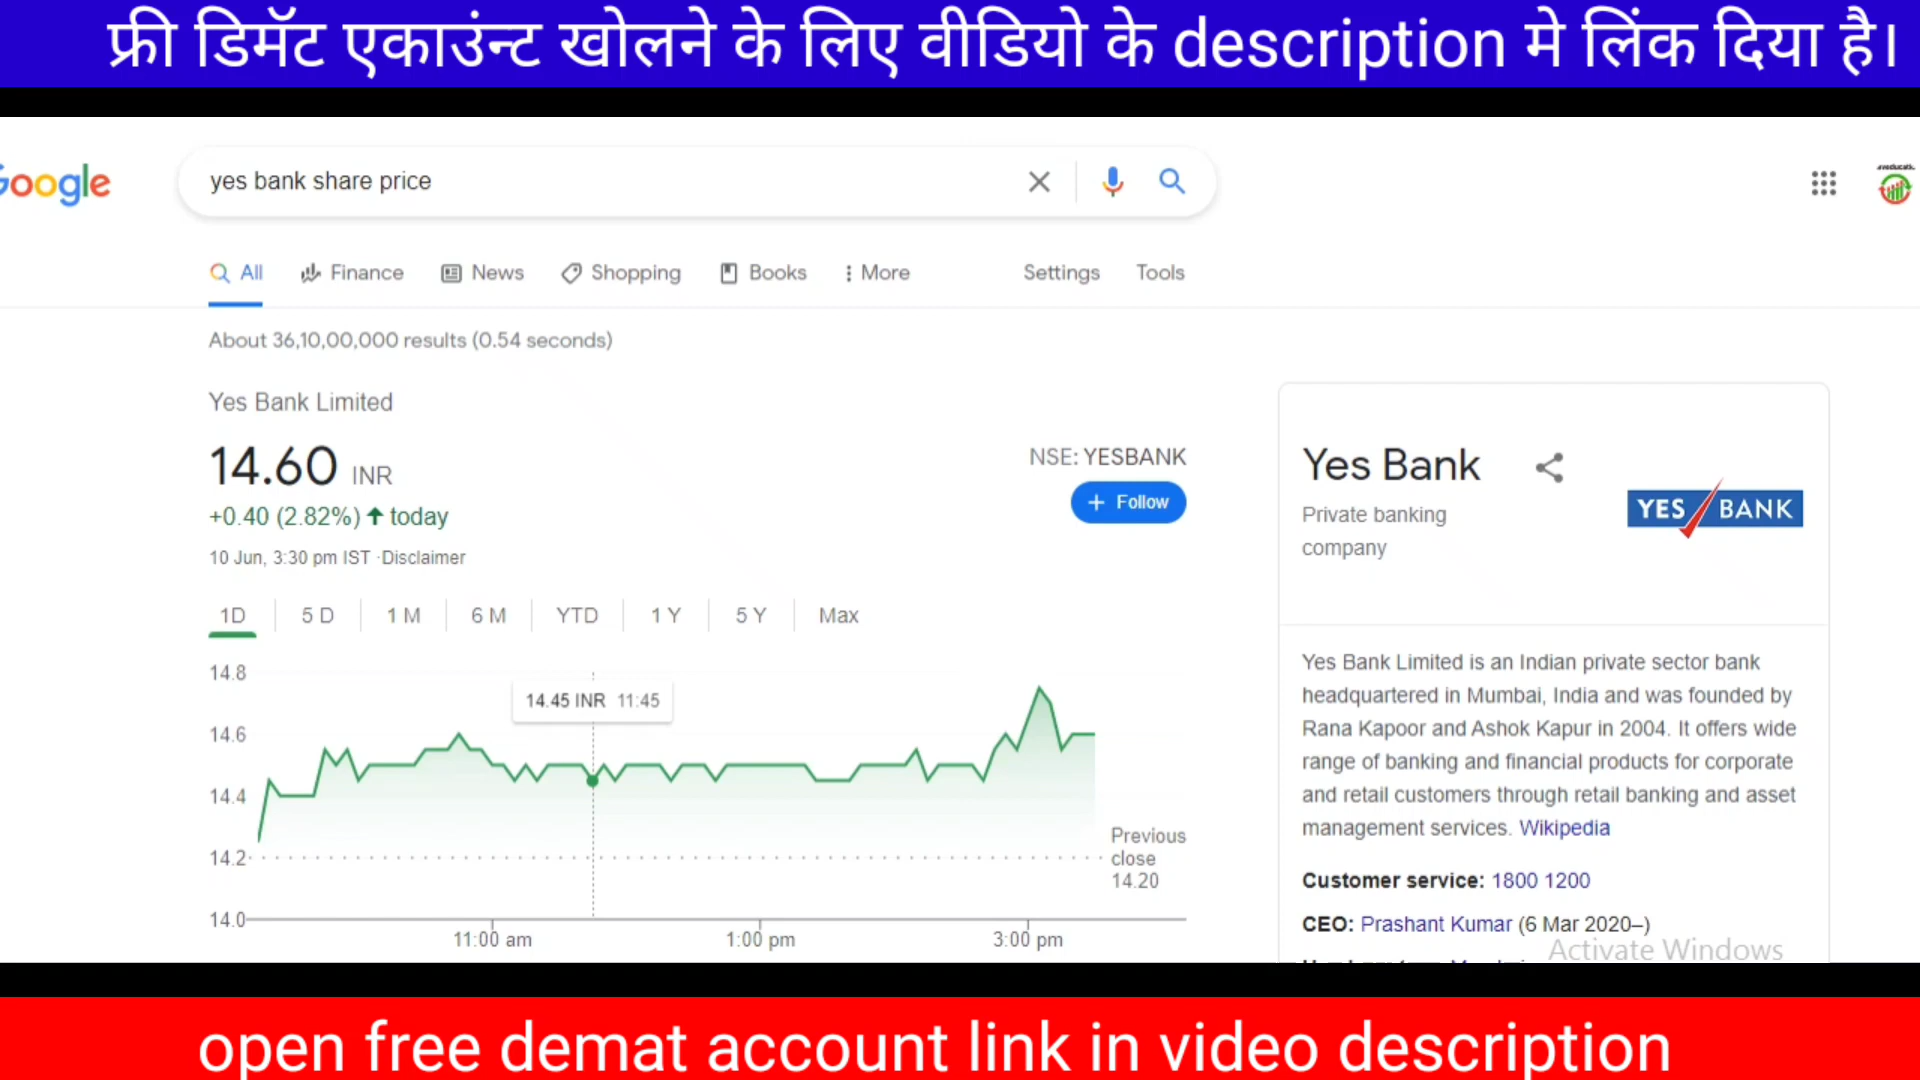 फ्री डिमॅट एकाउंन्ट खोलने के लिए वीडियो के description मे लिंक दिया है।
Google
yes bank share price
All Finance News Shopping Books More Settings Tools
About 36,10,00,000 results (0.54 seconds)
Yes Bank Limited
14.60 INR
+0.40 (2.82%) today
10 Jun, 3:30 pm IST ·Disclaimer
NSE: YESBANK
+ Follow
1D 5 D 1 M 6 M YTD 1 Y 5 Y Max
14.8
14.45 INR 11:45
14.6
14.4
14.2
14.0
Previous
close
14.20
11:00 am 1:00 pm 3:00 pm
Yes Bank
Private banking
company
YES BANK
Yes Bank Limited is an Indian private sector bank
headquartered in Mumbai, India and was founded by
Rana Kapoor and Ashok Kapur in 2004. It offers wide
range of banking and financial products for corporate
and retail customers through retail banking and asset
management services. Wikipedia
Customer service: 1800 1200
CEO: Prashant Kumar (6 Mar 2020–)
Activate Windows
open free demat account link in video description